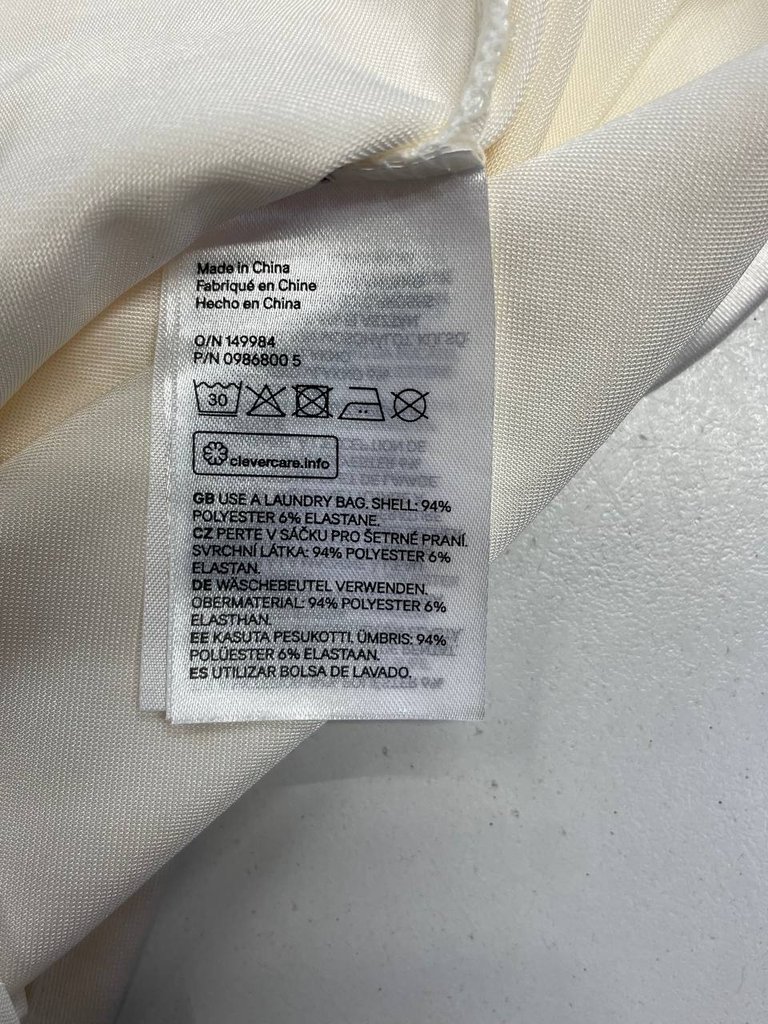 Made in China
Fabriqué en Chine
Hecho en China
O/N 149984
P/N 0986800 5
30
clevercare.info
GB USE A LAUNDRY BAG. SHELL: 94%
POLYESTER 6% ELASTANE.
CZ PERTE V SÁČKU PRO ŠETRNÉ PRANÍ.
SVRCHNÍ LÁTKA: 94% POLYESTER 6%
ELASTAN.
DE WÄSCHEBEUTEL VERWENDEN.
OBERMATERIAL: 94% POLYESTER 6%
ELASTHAN.
EE KASUTA PESUKOTTI. ÜMBRIS: 94%
POLÜESTER 6% ELASTAAN.
ES UTILIZAR BOLSA DE LAVADO.